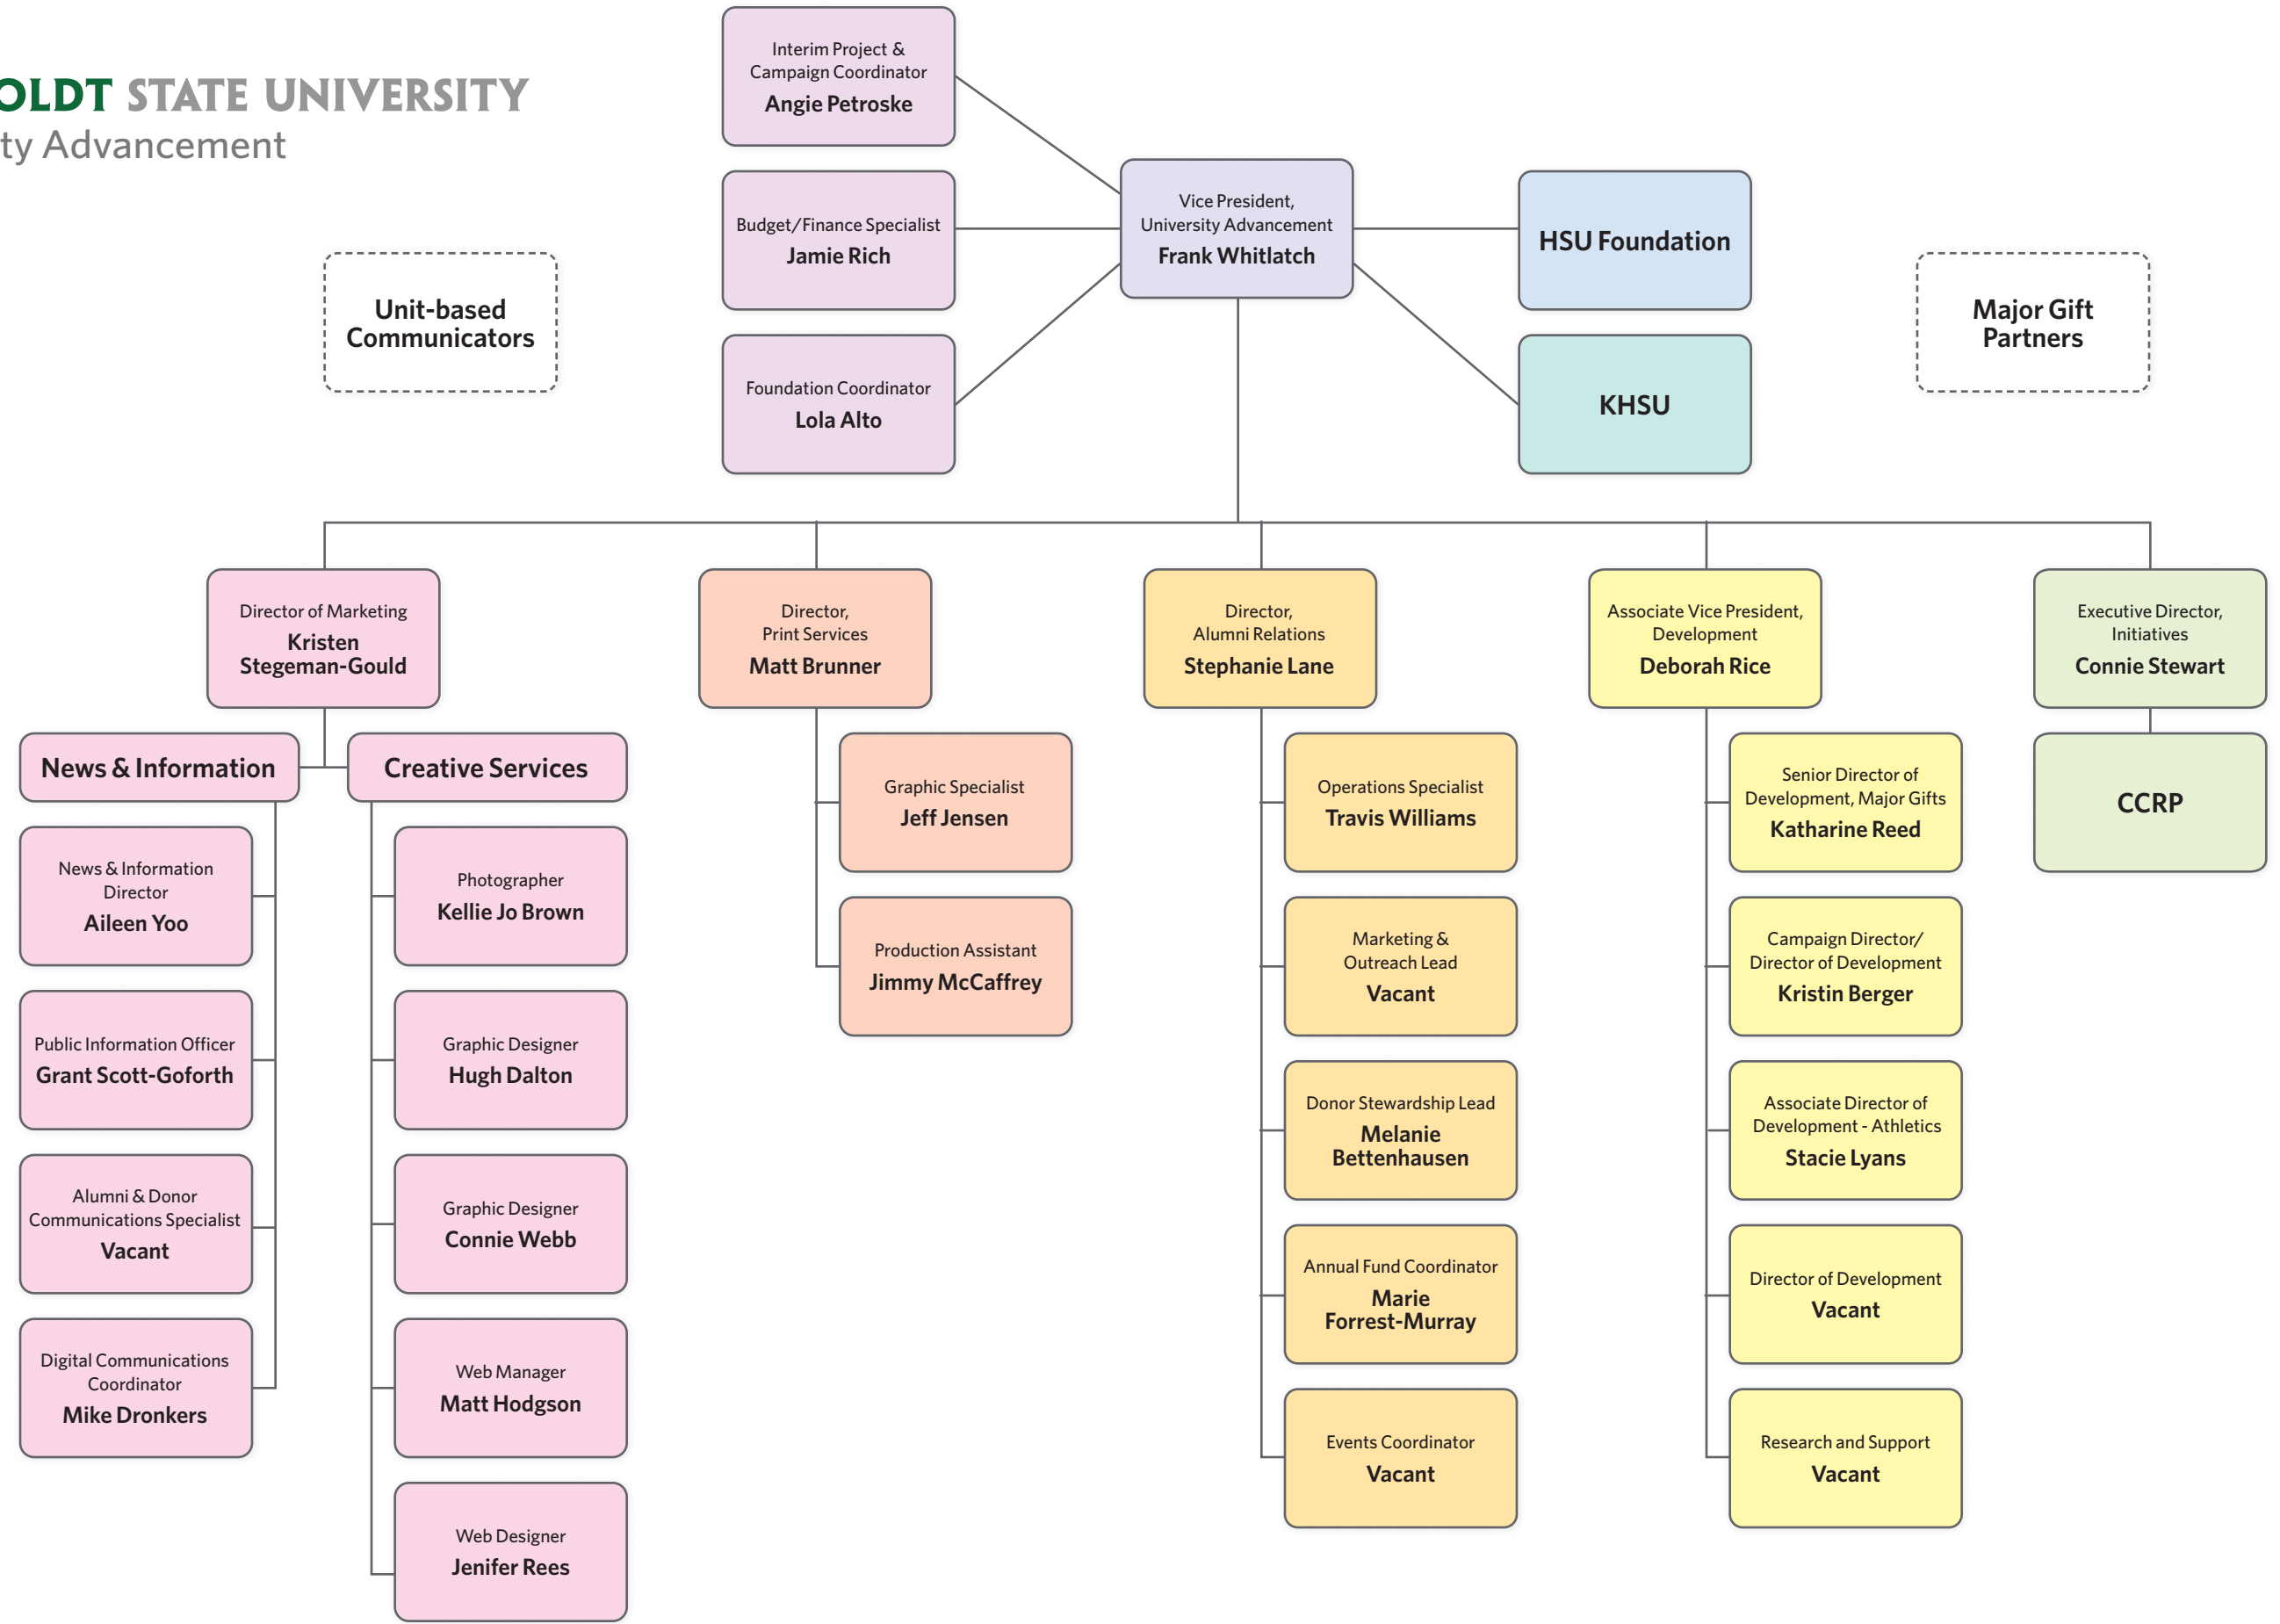 OLDT STATE UNIVERSITY
ty Advancement
Interim Project &
Campaign Coordinator
Angie Petroske
Budget/Finance Specialist
Jamie Rich
Foundation Coordinator
Lola Alto
Vice President,
University Advancement
Frank Whitlatch
HSU Foundation
KHSU
Unit-based
Communicators
Major Gift
Partners
Director of Marketing
Kristen
Stegeman-Gould
News & Information
News & Information
Director
Aileen Yoo
Public Information Officer
Grant Scott-Goforth
Alumni & Donor
Communications Specialist
Vacant
Digital Communications
Coordinator
Mike Dronkers
Creative Services
Photographer
Kellie Jo Brown
Graphic Designer
Hugh Dalton
Graphic Designer
Connie Webb
Web Manager
Matt Hodgson
Web Designer
Jenifer Rees
Director,
Print Services
Matt Brunner
Graphic Specialist
Jeff Jensen
Production Assistant
Jimmy McCaffrey
Director,
Alumni Relations
Stephanie Lane
Operations Specialist
Travis Williams
Marketing &
Outreach Lead
Vacant
Donor Stewardship Lead
Melanie
Bettenhausen
Annual Fund Coordinator
Marie
Forrest-Murray
Events Coordinator
Vacant
Associate Vice President,
Development
Deborah Rice
Senior Director of
Development, Major Gifts
Katharine Reed
Campaign Director/
Director of Development
Kristin Berger
Associate Director of
Development - Athletics
Stacie Lyans
Director of Development
Vacant
Research and Support
Vacant
Executive Director,
Initiatives
Connie Stewart
CCRP